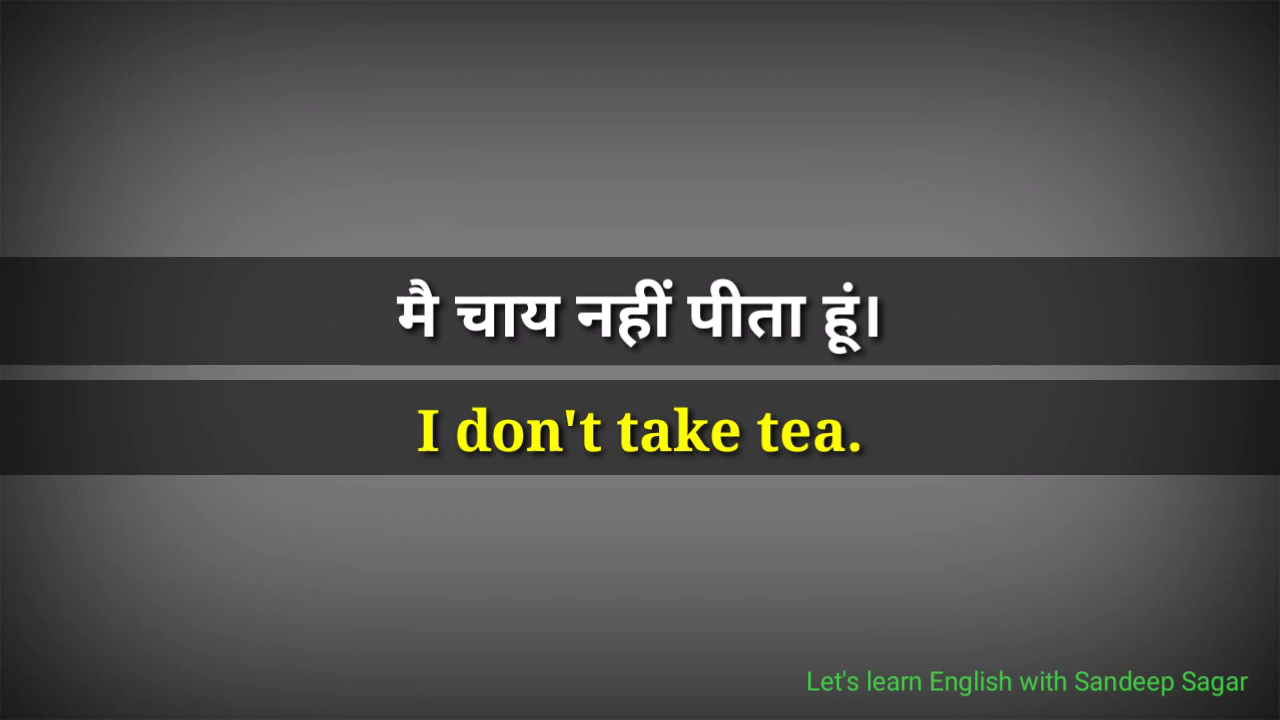 मै चाय नहीं पीता हूं।
I don't take tea.
Let's learn English with Sandeep Sagar